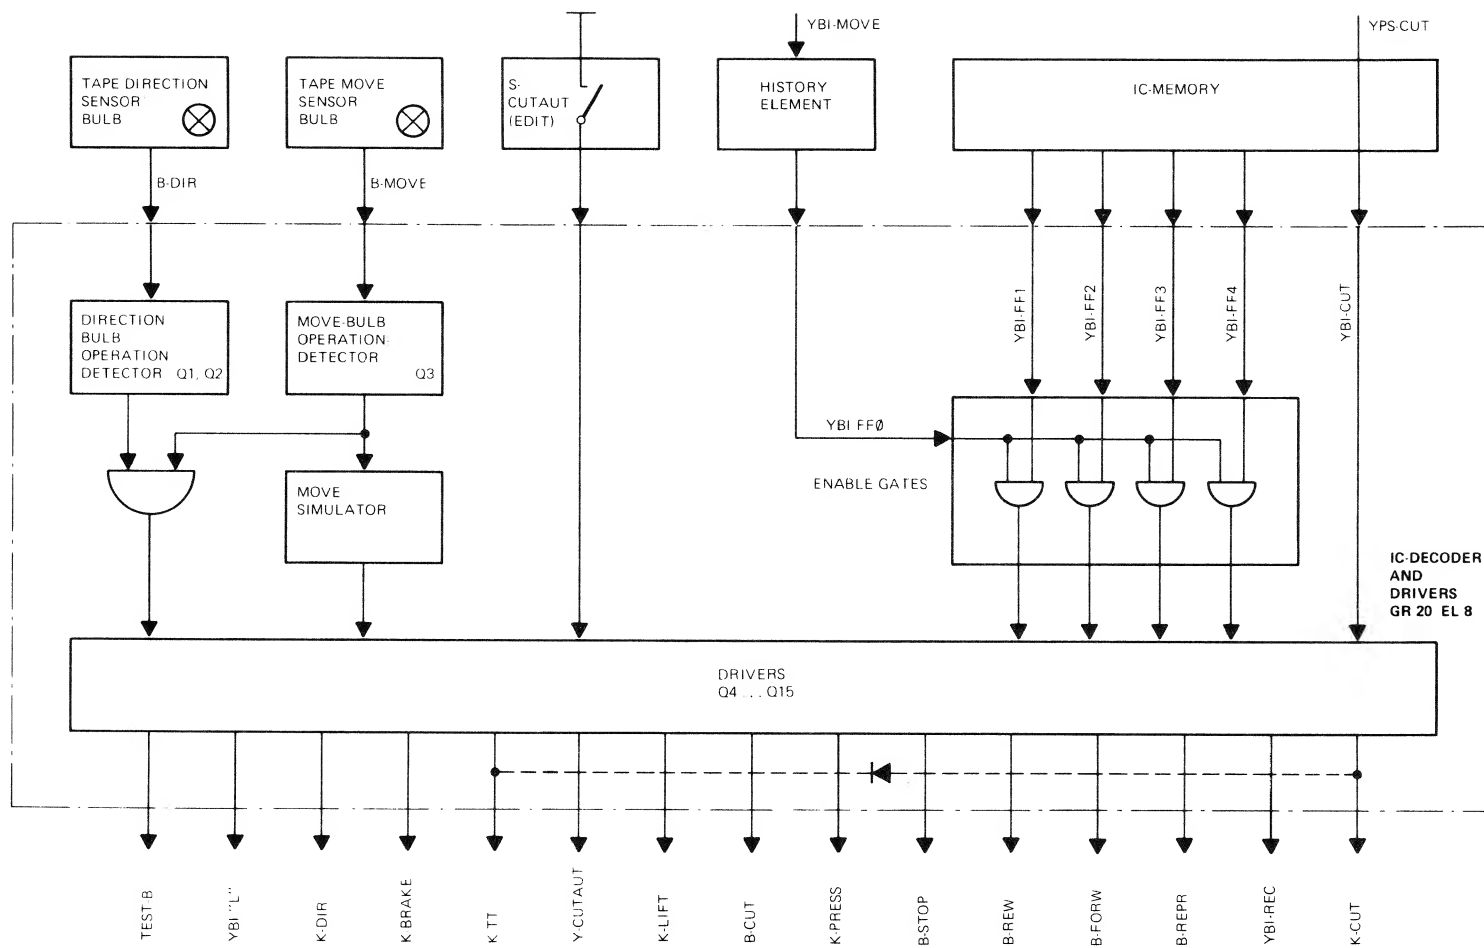 YBI-MOVE
YPS-CUT
TAPE DIRECTION
SENSOR
BULB
TAPE MOVE
SENSOR
BULB
S-
CUTAUT
(EDIT)
HISTORY
ELEMENT
IC-MEMORY
B-DIR
B-MOVE
DIRECTION
BULB
OPERATION
DETECTOR Q1, Q2
MOVE-BULB
OPERATION-
DETECTOR
Q3
YBI-FF1
YBI-FF2
YBI-FF3
YBI-FF4
YBI-CUT
YBI FFØ
ENABLE GATES
MOVE
SIMULATOR
IC-DECODER
AND
DRIVERS
GR 20 EL 8
DRIVERS
Q4 ... Q15
TEST-B
YBI "L"
K-DIR
K-BRAKE
K TT
Y-CUTAUT
K-LIFT
B-CUT
K-PRESS
B-STOP
B-REW
B-FORW
B-REPR
YBI-REC
K-CUT